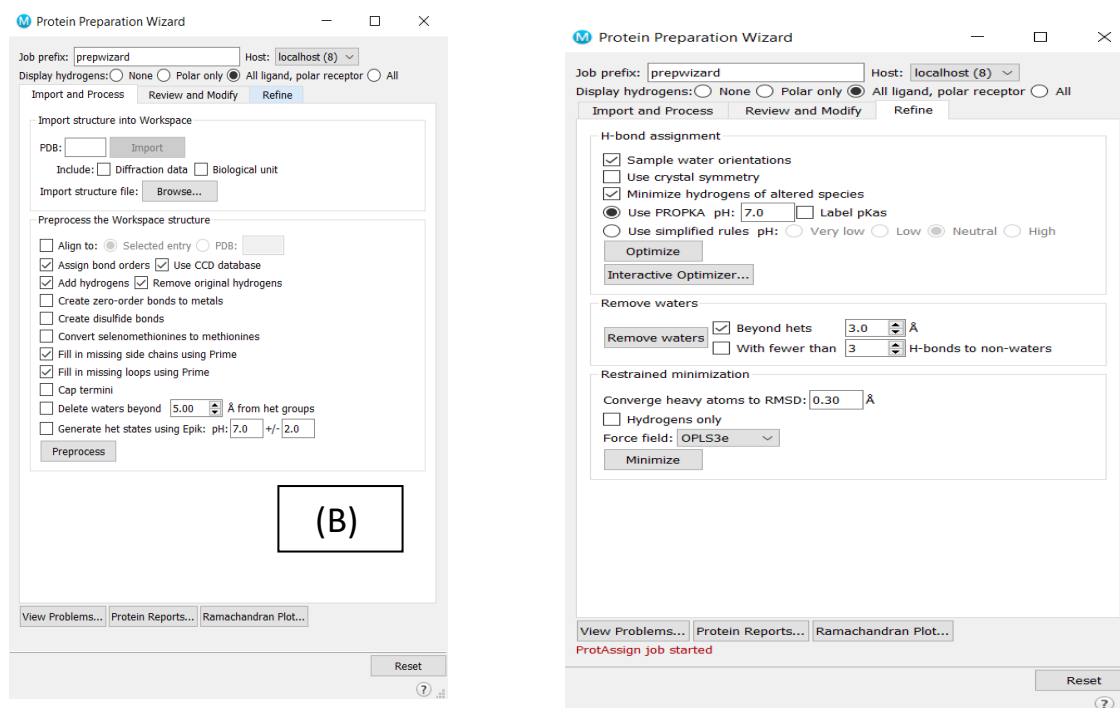 Protein Preparation Wizard
Job prefix: prepwizard Host: localhost (8)
Display hydrogens: None Polar only All ligand, polar receptor All
Import and Process Review and Modify Refine
Import structure into Workspace
PDB: Import
Include: Diffraction data Biological unit
Import structure file: Browse...
Preprocess the Workspace structure
Align to: Selected entry PDB:
Assign bond orders Use CCD database
Add hydrogens Remove original hydrogens
Create zero-order bonds to metals
Create disulfide bonds
Convert selenomethionines to methionines
Fill in missing side chains using Prime
Fill in missing loops using Prime
Cap termini
Delete waters beyond 5.00 Å from het groups
Generate het states using Epik: pH: 7.0 +/- 2.0
Preprocess
(B)
View Problems... Protein Reports... Ramachandran Plot...
Reset
?
Protein Preparation Wizard
Job prefix: prepwizard Host: localhost (8)
Display hydrogens: None Polar only All ligand, polar receptor All
Import and Process Review and Modify Refine
H-bond assignment
Sample water orientations
Use crystal symmetry
Minimize hydrogens of altered species
Use PROPKA pH: 7.0 Label pKas
Use simplified rules pH: Very low Low Neutral High
Optimize
Interactive Optimizer...
Remove waters
Remove waters Beyond hets 3.0 Å
With fewer than 3 H-bonds to non-waters
Restrained minimization
Converge heavy atoms to RMSD: 0.30 Å
Hydrogens only
Force field: OPLS3e
Minimize
View Problems... Protein Reports... Ramachandran Plot...
ProtAssign job started
Reset
?